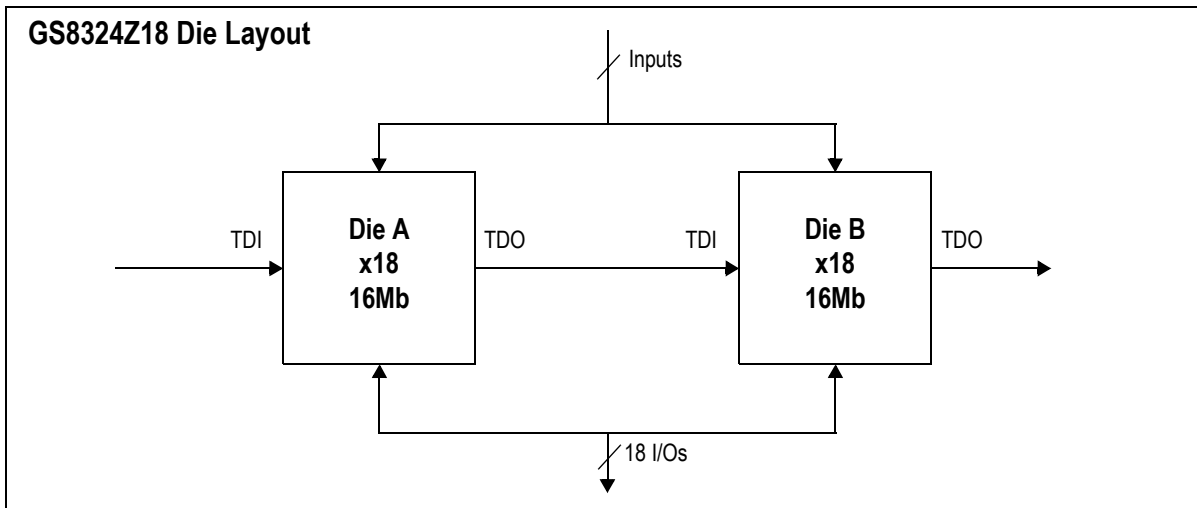 GS8324Z18 Die Layout
Inputs
TDI
Die A
x18
16Mb
TDO
TDI
Die B
x18
16Mb
TDO
18 I/Os